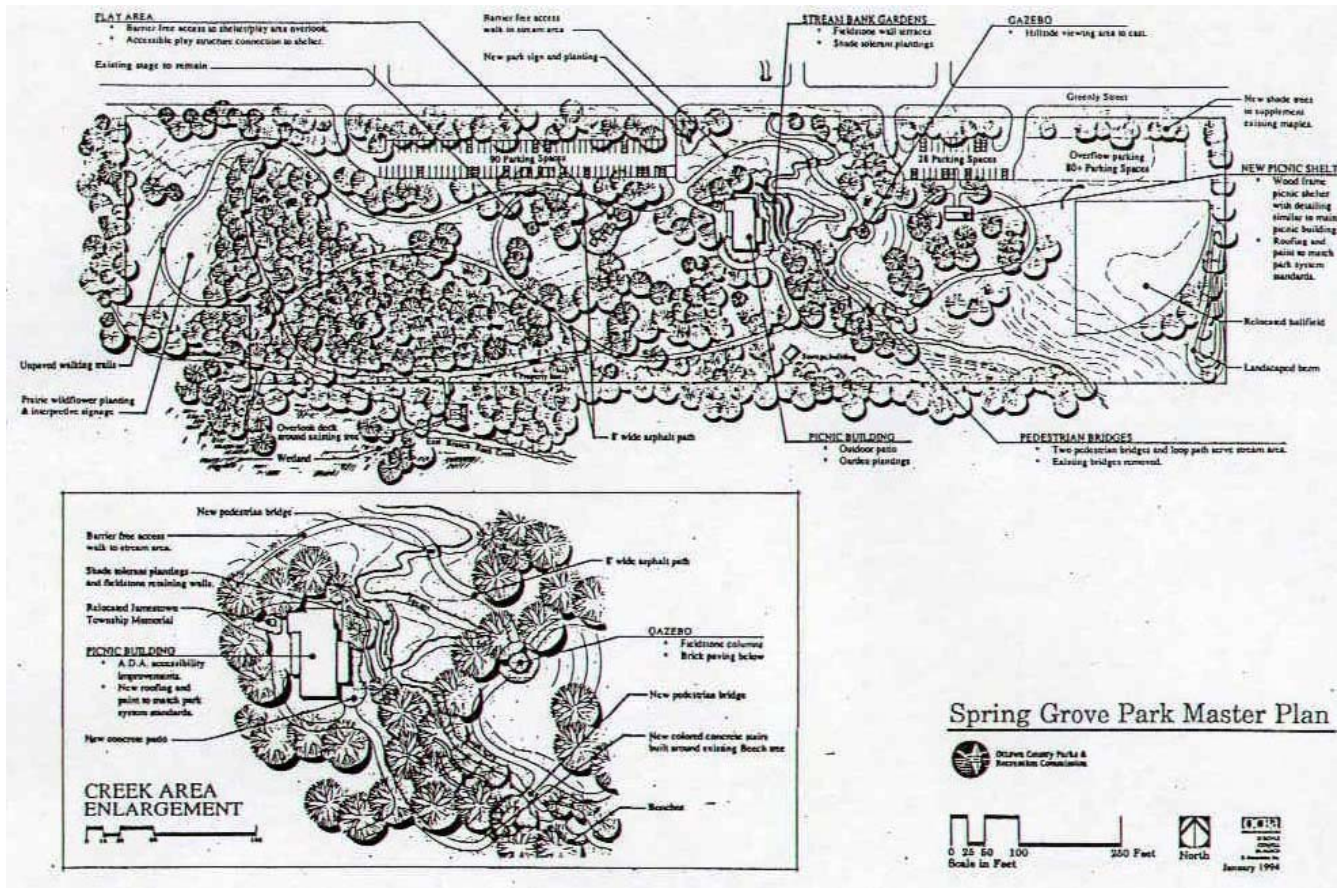 PLAY AREA
• Barrier free access to shelter/play area overlook.
• Accessible play structure connection to shelter.
Existing stage to remain
Barrier free access
walk to stream area
New park sign and planting
STREAM BANK GARDENS
• Fieldstone wall terraces
• Shade tolerant plantings
GAZEBO
• Hillside viewing area to east.
Greenly Street
New shade trees
to supplement
existing maples.
90 Parking Spaces
28 Parking Spaces
Overflow parking
80+ Parking Spaces
NEW PICNIC SHELT
• Wood frame
picnic shelter
with detailing
similar to main
picnic building
• Roofing and
paint to match
park system
standards.
Relocated ballfield
Landscaped berm
Unpaved walking trails
Prairie wildflower planting
& interpretive signage
Storage building
Overlook deck
around existing tree
Wetland
East Branch Rush Creek
8' wide asphalt path
PICNIC BUILDING
• Outdoor patio
• Garden plantings
PEDESTRIAN BRIDGES
• Two pedestrian bridges and loop path serve stream area.
• Existing bridges removed.
New pedestrian bridge
Barrier free access
walk to stream area.
Shade tolerant plantings
and fieldstone retaining walls.
Relocated Jamestown
Township Memorial
PICNIC BUILDING
• A.D.A. accessibility
improvements.
• New roofing and
paint to match park
system standards.
New concrete patio
8' wide asphalt path
GAZEBO
• Fieldstone columns
• Brick paving below
New pedestrian bridge
New colored concrete stairs
built around existing Beech tree
Benches
CREEK AREA
ENLARGEMENT
Spring Grove Park Master Plan
Ottawa County Parks &
Recreation Commission
0 25 50 100 250 Feet
Scale in Feet
North
January 1994